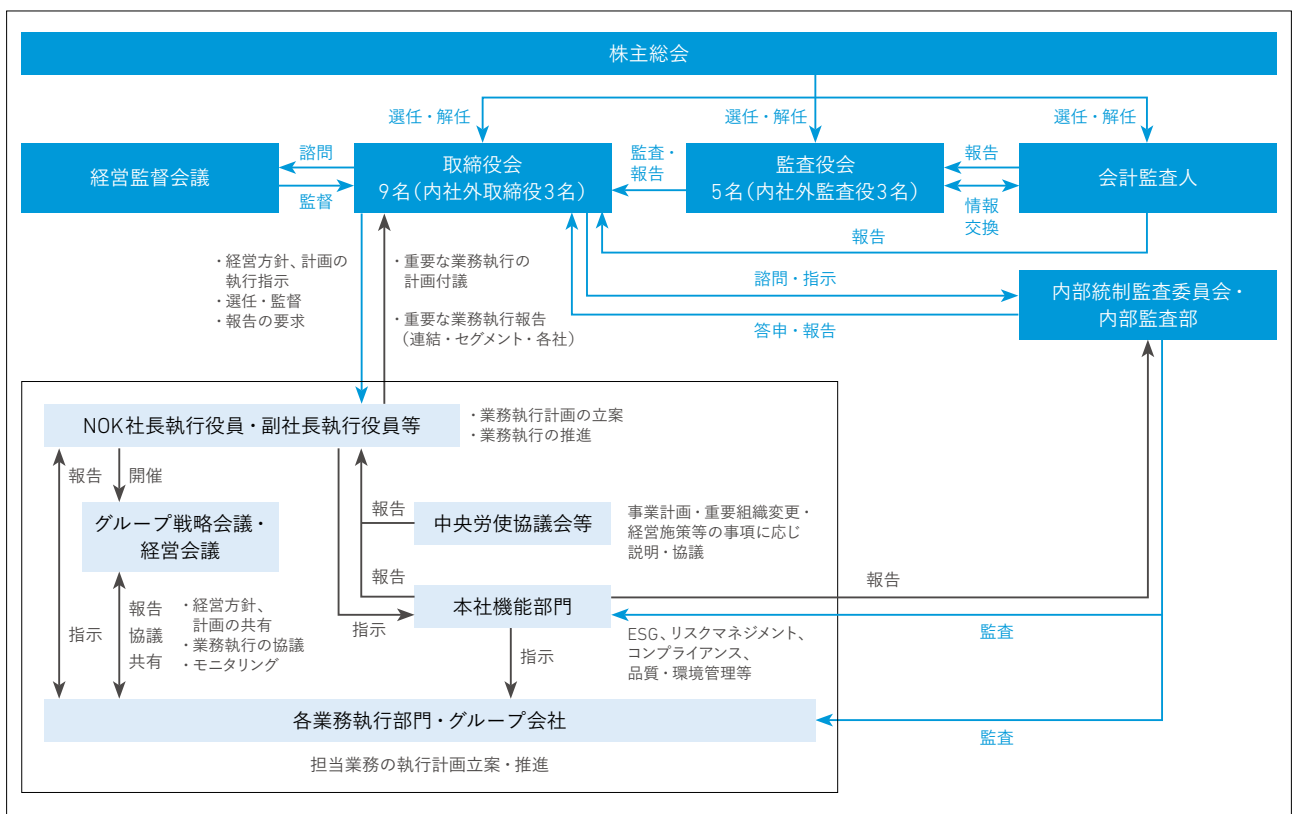 株主総会
選任・解任
選任・解任
選任・解任
経営監督会議
諮問
監督
取締役会
9名(内社外取締役3名)
監査・
報告
監査役会
5名(内社外監査役3名)
報告
情報
交換
会計監査人
報告
・経営方針、計画の
執行指示
・選任・監督
・報告の要求
・重要な業務執行の
計画付議
・重要な業務執行報告
(連結・セグメント・各社)
諮問・指示
答申・報告
内部統制監査委員会・
内部監査部
NOK社長執行役員・副社長執行役員等
・業務執行計画の立案
・業務執行の推進
報告
開催
グループ戦略会議・
経営会議
報告
中央労使協議会等
事業計画・重要組織変更・
経営施策等の事項に応じ
説明・協議
報告
本社機能部門
報告
指示
報告
協議
共有
・経営方針、
計画の共有
・業務執行の協議
・モニタリング
指示
指示
ESG、リスクマネジメント、
コンプライアンス、
品質・環境管理等
監査
各業務執行部門・グループ会社
監査
担当業務の執行計画立案・推進